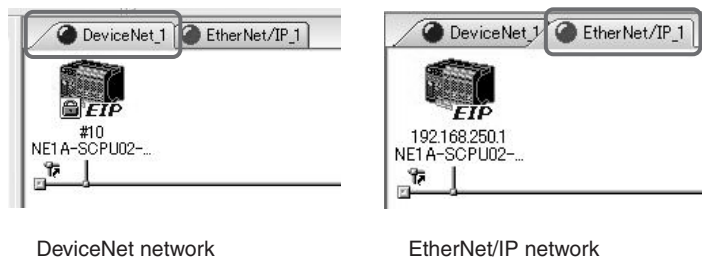 DeviceNet_1 EtherNet/IP_1
EIP
#10
NE1A-SCPU02-...
DeviceNet network
DeviceNet_1 EtherNet/IP_1
EIP
192.168.250.1
NE1A-SCPU02-...
EtherNet/IP network